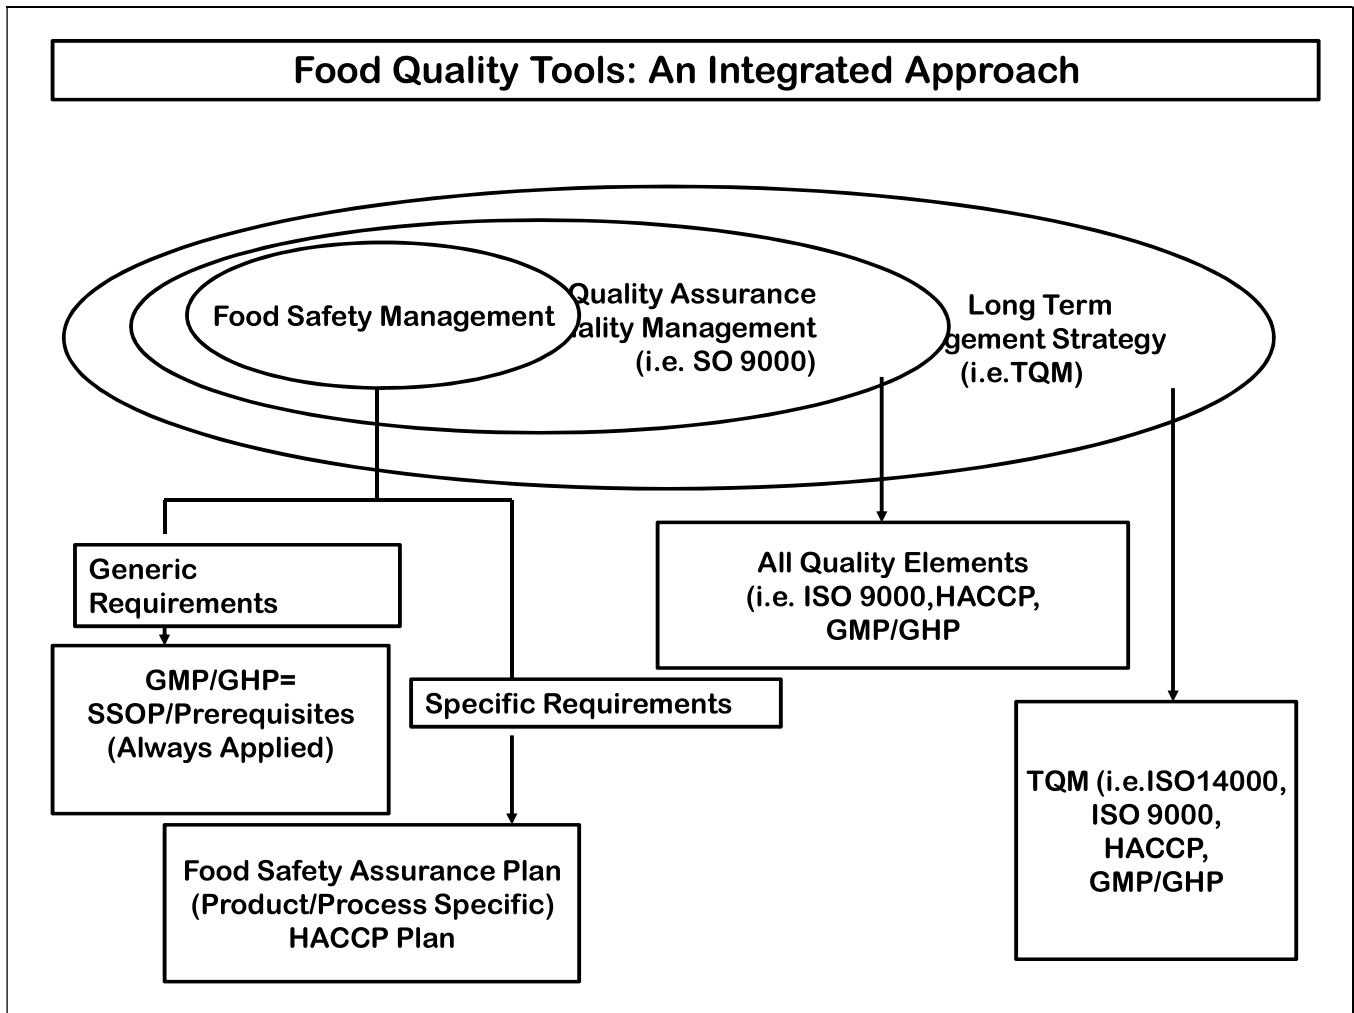 Food Quality Tools: An Integrated Approach
Food Safety Management
Quality Assurance
ality Management
(i.e. SO 9000)
Long Term
gement Strategy
(i.e.TQM)
Generic
Requirements
GMP/GHP=
SSOP/Prerequisites
(Always Applied)
Specific Requirements
Food Safety Assurance Plan
(Product/Process Specific)
HACCP Plan
All Quality Elements
(i.e. ISO 9000,HACCP,
GMP/GHP
TQM (i.e.ISO14000,
ISO 9000,
HACCP,
GMP/GHP